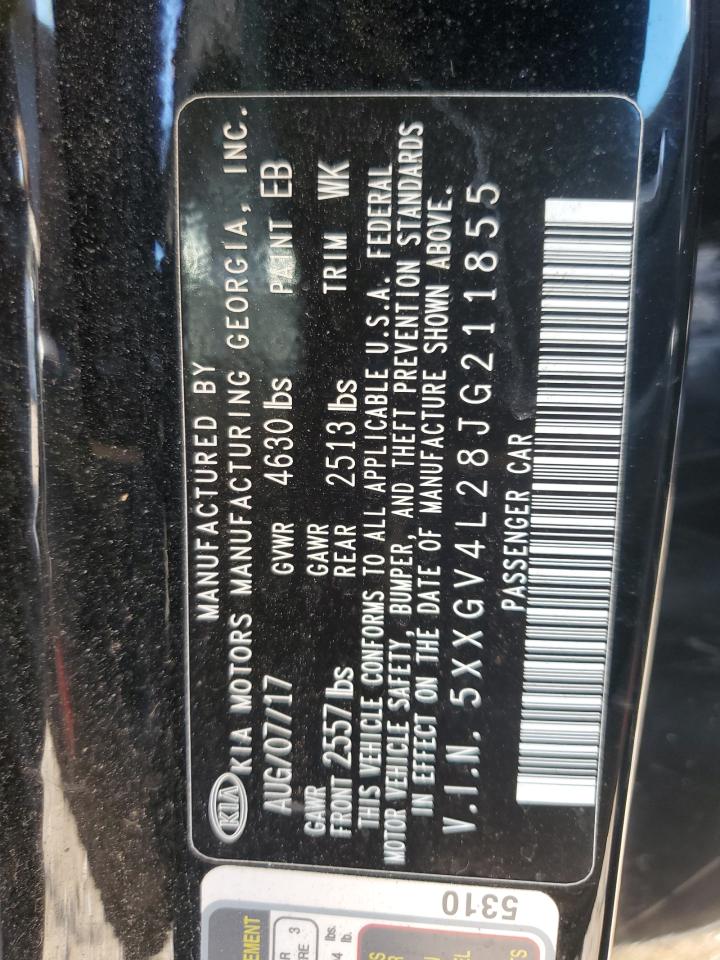 MANUFACTURED BY
KIA KIA MOTORS MANUFACTURING GEORGIA, INC.
AUG/07/17 GVWR 4630 lbs PAINT EB
GAWR GAWR
FRONT 2557 lbs REAR 2513 lbs TRIM WK
THIS VEHICLE CONFORMS TO ALL APPLICABLE U.S.A. FEDERAL
MOTOR VEHICLE SAFETY, BUMPER, AND THEFT PREVENTION STANDARDS
IN EFFECT ON THE DATE OF MANUFACTURE SHOWN ABOVE.
V.I.N. 5XXGV4L28JG211855
PASSENGER CAR
5310